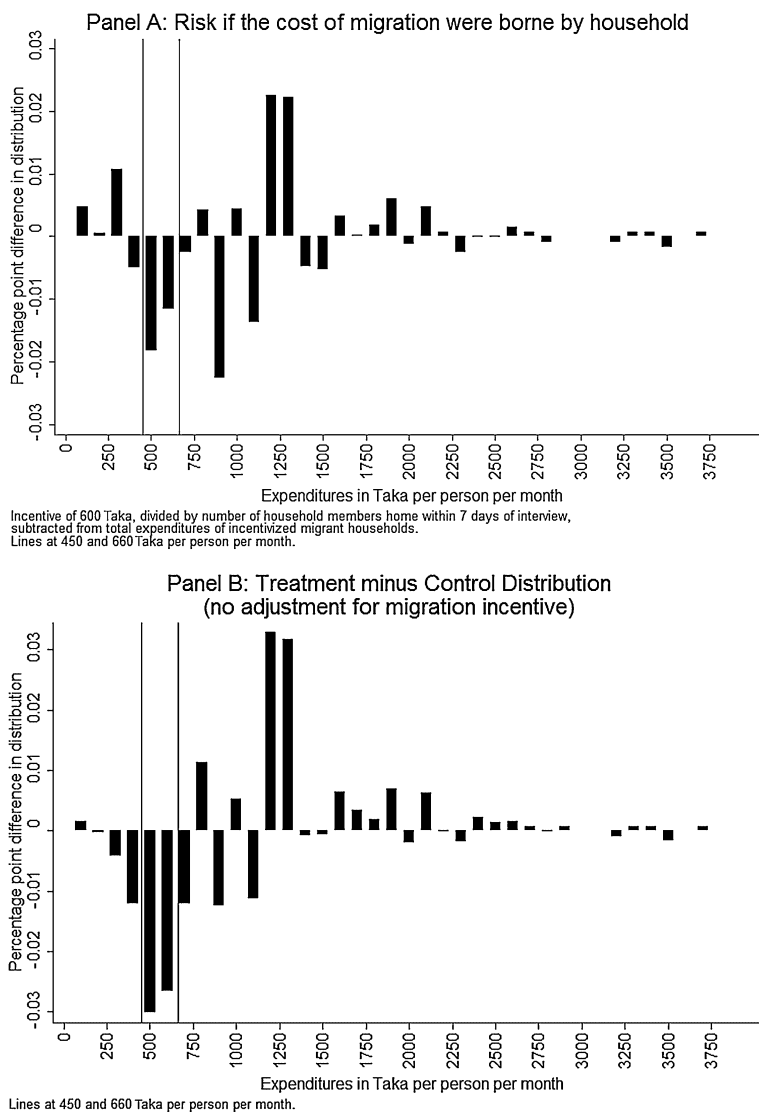 Panel A: Risk if the cost of migration were borne by household
Percentage point difference in distribution
0.03
0.02
0.01
0
-0.01
-0.02
-0.03
0 250 500 750 1000 1250 1500 1750 2000 2250 2500 2750 3000 3250 3500 3750
Expenditures in Taka per person per month
Incentive of 600 Taka, divided by number of household members home within 7 days of interview,
subtracted from total expenditures of incentivized migrant households.
Lines at 450 and 660 Taka per person per month.
Panel B: Treatment minus Control Distribution
(no adjustment for migration incentive)
Percentage point difference in distribution
0.03
0.02
0.01
0
-0.01
-0.02
-0.03
0 250 500 750 1000 1250 1500 1750 2000 2250 2500 2750 3000 3250 3500 3750
Expenditures in Taka per person per month
Lines at 450 and 660 Taka per person per month.